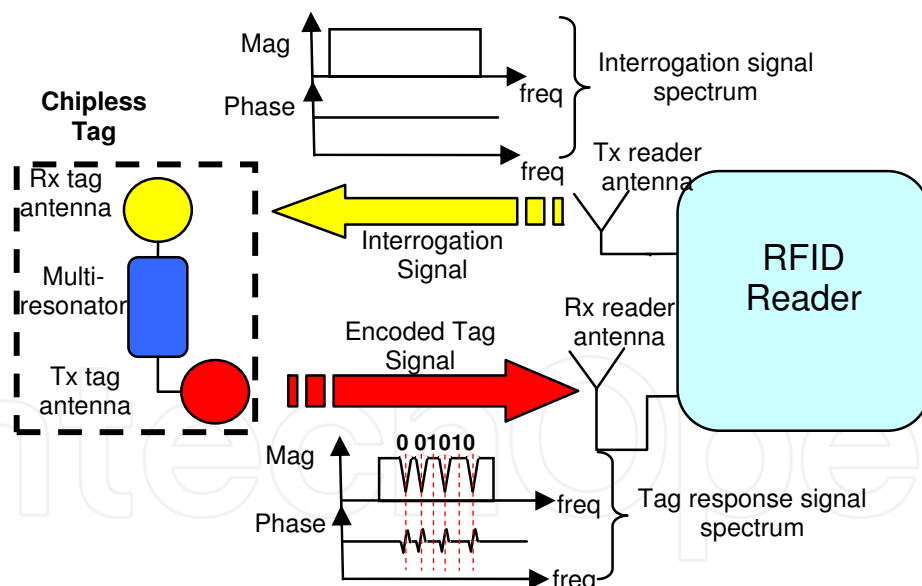 Mag
freq
Phase
freq
Interrogation signal
spectrum
Chipless
Tag
Rx tag
antenna
Multi-
resonator
Tx tag
antenna
Tx reader
antenna
Interrogation
Signal
RFID
Reader
Rx reader
antenna
Encoded Tag
Signal
0 01010
Mag
freq
Phase
freq
Tag response signal
spectrum